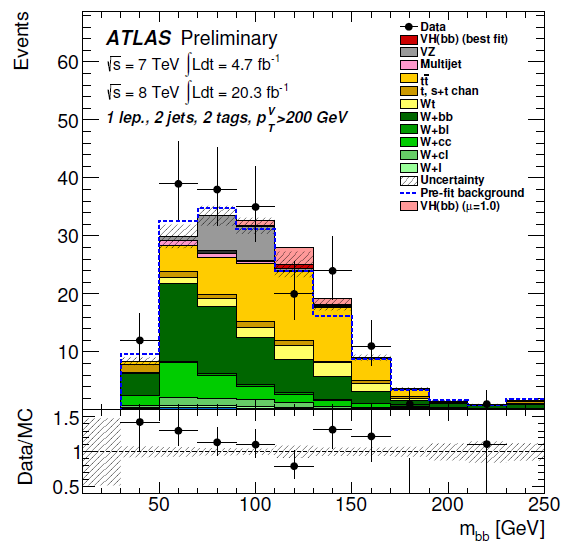 Events
ATLAS Preliminary
√s = 7 TeV ∫Ldt = 4.7 fb⁻¹
√s = 8 TeV ∫Ldt = 20.3 fb⁻¹
1 lep., 2 jets, 2 tags, p_T^V>200 GeV
Data
VH(bb) (best fit)
VZ
Multijet
tt̄
t, s+t chan
Wt
W+bb
W+bl
W+cc
W+cl
W+l
Uncertainty
Pre-fit background
VH(bb) (μ=1.0)
60
50
40
30
20
10
Data/MC
1.5
1
0.5
50 100 150 200 250
m_bb [GeV]